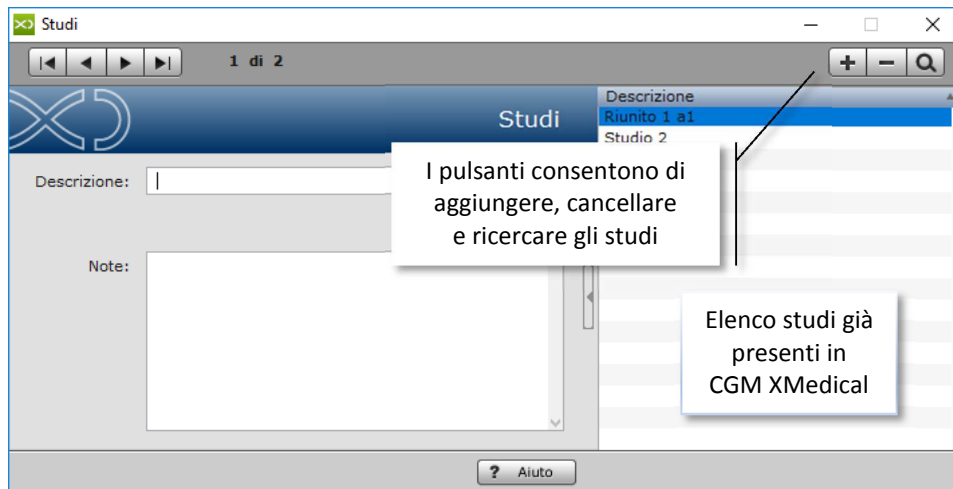 Studi
1 di 2
Studi
Descrizione
Riunito 1 a1
Studio 2
Descrizione:
I pulsanti consentono di
aggiungere, cancellare
e ricercare gli studi
Note:
Elenco studi già
presenti in
CGM XMedical
? Aiuto